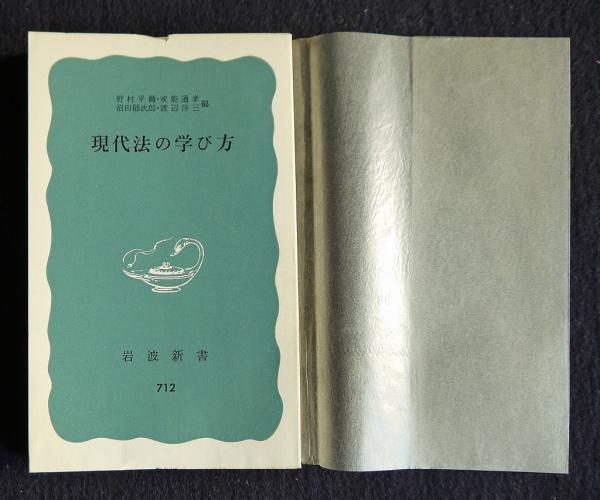 野村平爾・戒能通孝
沼田稲次郎・渡辺洋三 編
現代法の学び方
岩波新書
712